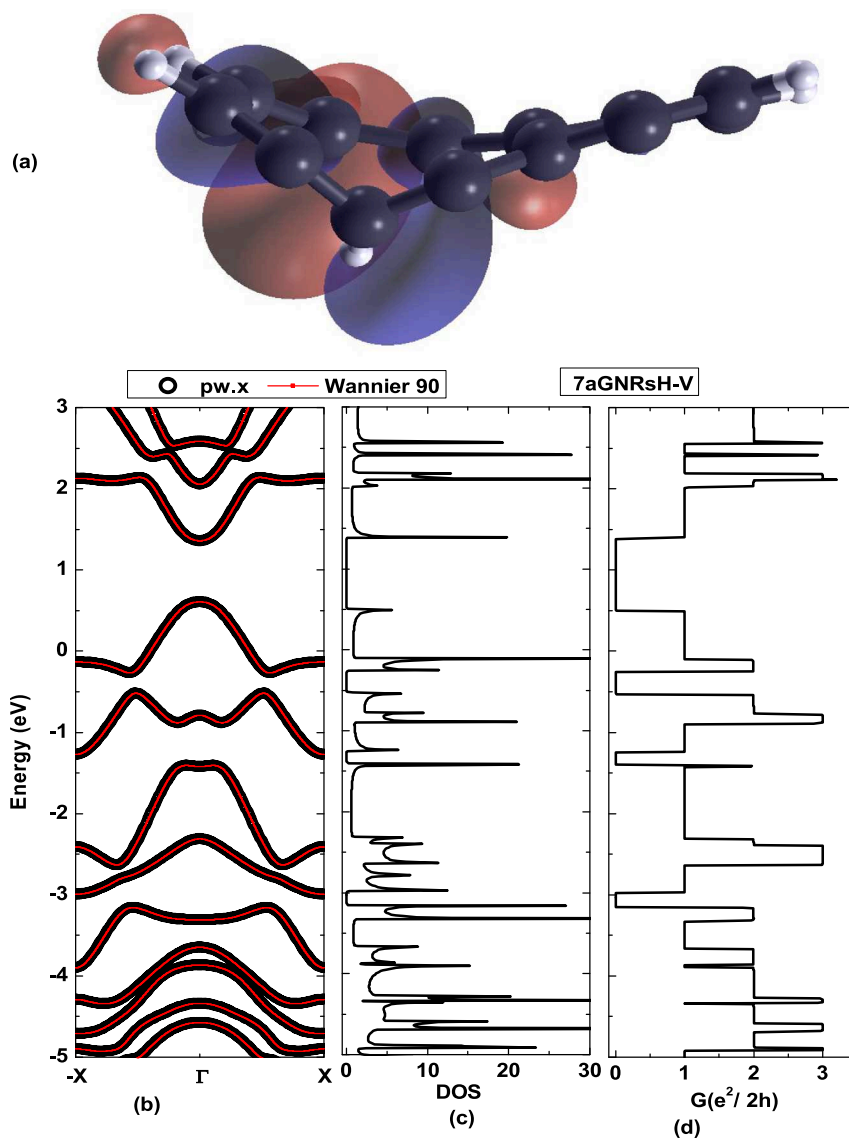 (a)
pw.x Wannier 90 7aGNRsH-V
3
2
1
0
-1
-2
-3
-4
-5
Energy (eV)
-X Γ X 0 10 20 30 0 1 2 3
DOS G(e²/ 2h)
(b) (c) (d)